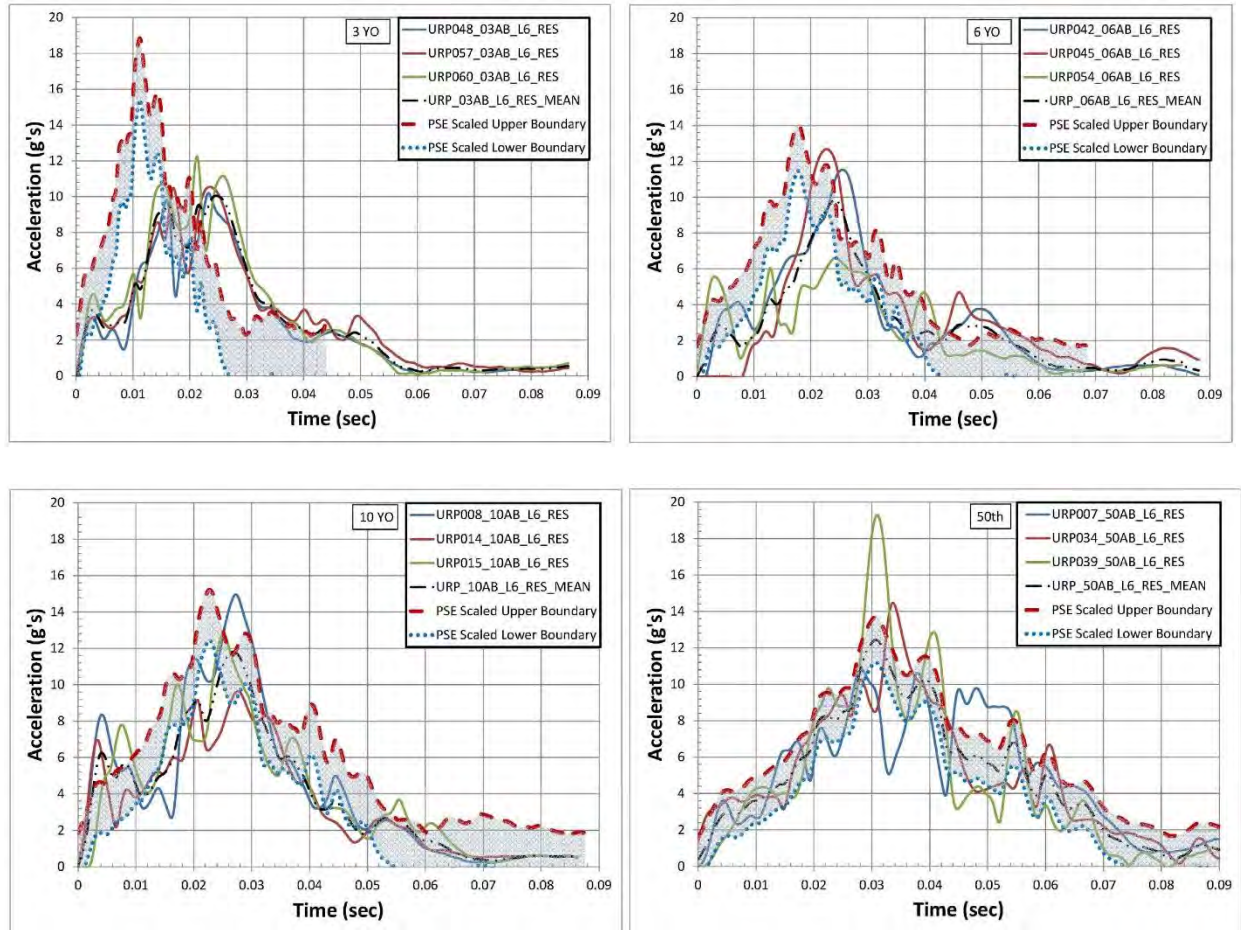 3 YO
URP048_03AB_L6_RES
URP057_03AB_L6_RES
URP060_03AB_L6_RES
URP_03AB_L6_RES_MEAN
PSE Scaled Upper Boundary
PSE Scaled Lower Boundary
Acceleration (g's)
20
18
16
14
12
10
8
6
4
2
0
0 0.01 0.02 0.03 0.04 0.05 0.06 0.07 0.08 0.09
Time (sec)
6 YO
URP042_06AB_L6_RES
URP045_06AB_L6_RES
URP054_06AB_L6_RES
URP_06AB_L6_RES_MEAN
PSE Scaled Upper Boundary
PSE Scaled Lower Boundary
Acceleration (g's)
20
18
16
14
12
10
8
6
4
2
0
0 0.01 0.02 0.03 0.04 0.05 0.06 0.07 0.08 0.09
Time (sec)
10 YO
URP008_10AB_L6_RES
URP014_10AB_L6_RES
URP015_10AB_L6_RES
URP_10AB_L6_RES_MEAN
PSE Scaled Upper Boundary
PSE Scaled Lower Boundary
Acceleration (g's)
20
18
16
14
12
10
8
6
4
2
0
0 0.01 0.02 0.03 0.04 0.05 0.06 0.07 0.08 0.09
Time (sec)
50th
URP007_50AB_L6_RES
URP034_50AB_L6_RES
URP039_50AB_L6_RES
URP_50AB_L6_RES_MEAN
PSE Scaled Upper Boundary
PSE Scaled Lower Boundary
Acceleration (g's)
20
18
16
14
12
10
8
6
4
2
0
0 0.01 0.02 0.03 0.04 0.05 0.06 0.07 0.08 0.09
Time (sec)